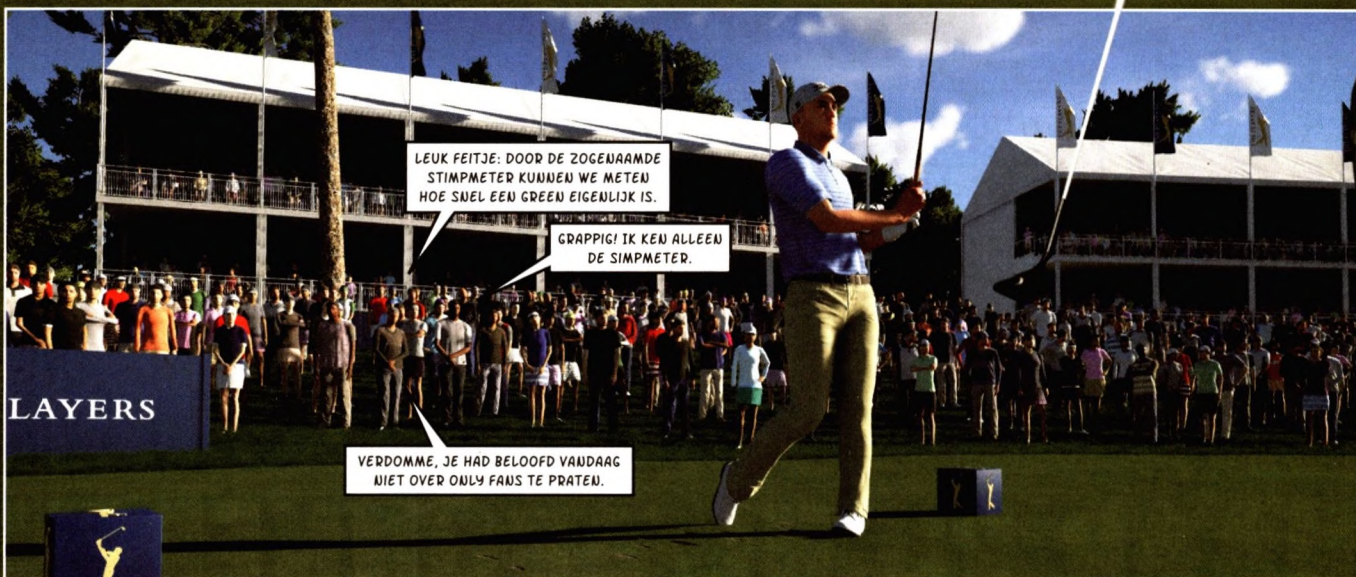 LEUK FEITJE: DOOR DE ZOGENAAMDE
STIMPMETER KUNNEN WE METEN
HOE SNEL EEN GREEN EIGENLIJK IS.
GRAPPIG! IK KEN ALLEEN
DE SIMPMETER.
LAYERS
VERDOMME, JE HAD BELOOFD VANDAAG
NIET OVER ONLY FANS TE PRATEN.